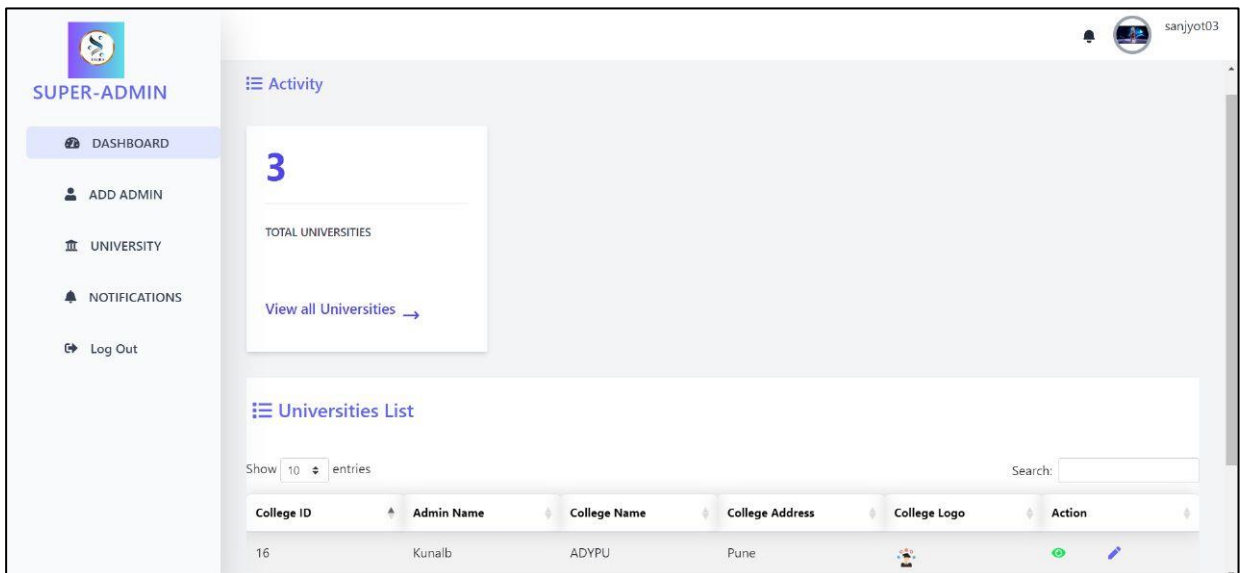 sanjyot03
SUPER-ADMIN
DASHBOARD
ADD ADMIN
UNIVERSITY
NOTIFICATIONS
Log Out
Activity
3
TOTAL UNIVERSITIES
View all Universities →
Universities List
Show 10 entries
Search:
College ID Admin Name College Name College Address College Logo Action
16 Kunalb ADYPU Pune